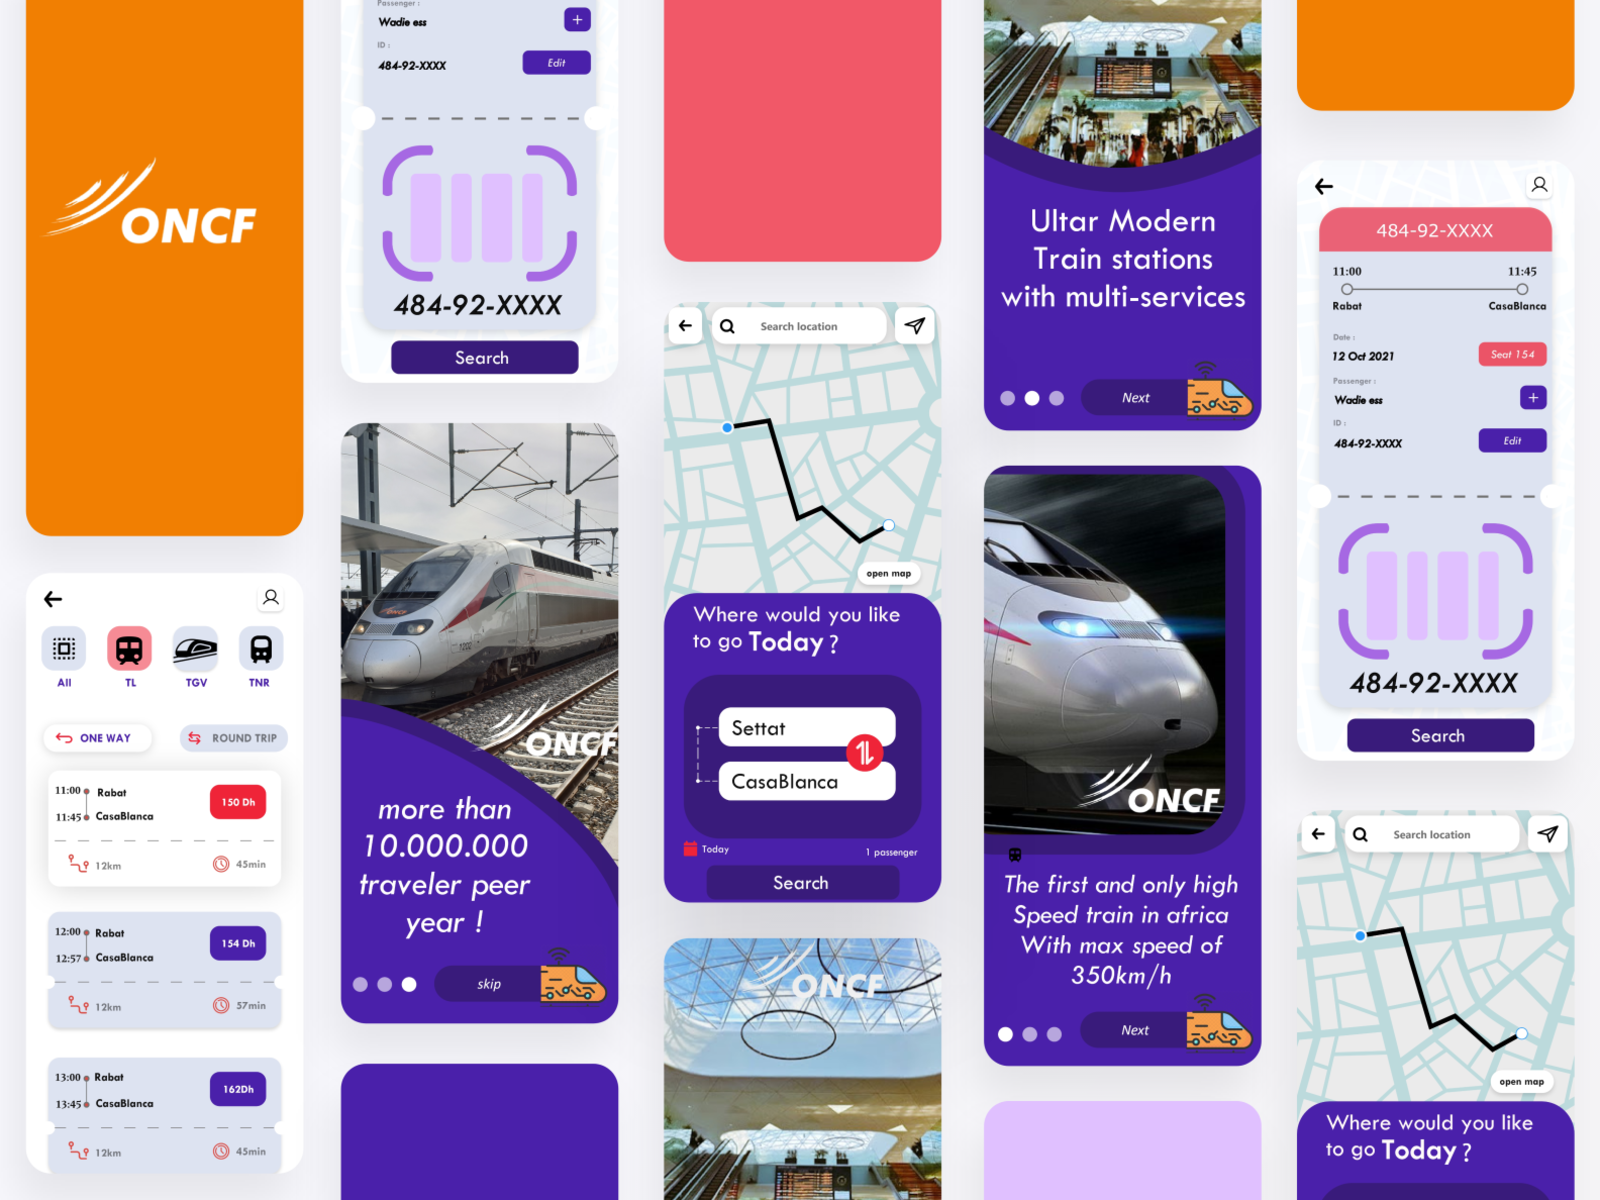 ONCF
All
TL
TGV
TNR
ONE WAY
ROUND TRIP
11:00 Rabat
150 Dh
11:45 CasaBlanca
12km
45min
12:00 Rabat
154 Dh
12:57 CasaBlanca
12km
57min
13:00 Rabat
162Dh
13:45 CasaBlanca
12km
45min
Passenger :
Wadie ess
+
ID :
484-92-XXXX
Edit
484-92-XXXX
Search
ONCF
ONCF
more than
10.000.000
traveler peer
year !
skip
Search location
open map
Where would you like
to go Today ?
Settat
CasaBlanca
Today
1 passenger
Search
ONCF
Ultar Modern
Train stations
with multi-services
Next
ONCF
The first and only high
Speed train in africa
With max speed of
350km/h
Next
484-92-XXXX
11:00
11:45
Rabat
CasaBlanca
Date :
12 Oct 2021
Seat 154
Passenger :
Wadie ess
+
ID :
484-92-XXXX
Edit
484-92-XXXX
Search
Search location
open map
Where would you like
to go Today ?